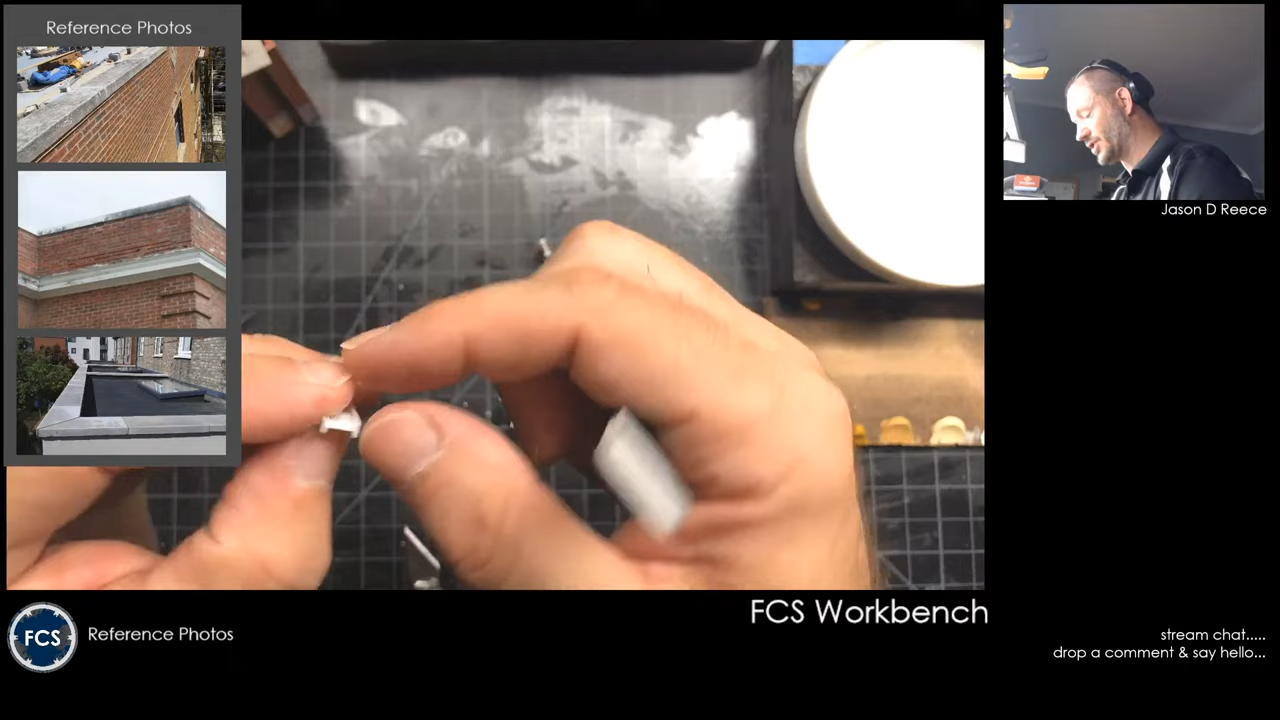 Reference Photos
Jason D Reece
FCS Workbench
FCS
Reference Photos
stream chat.....
drop a comment & say hello...